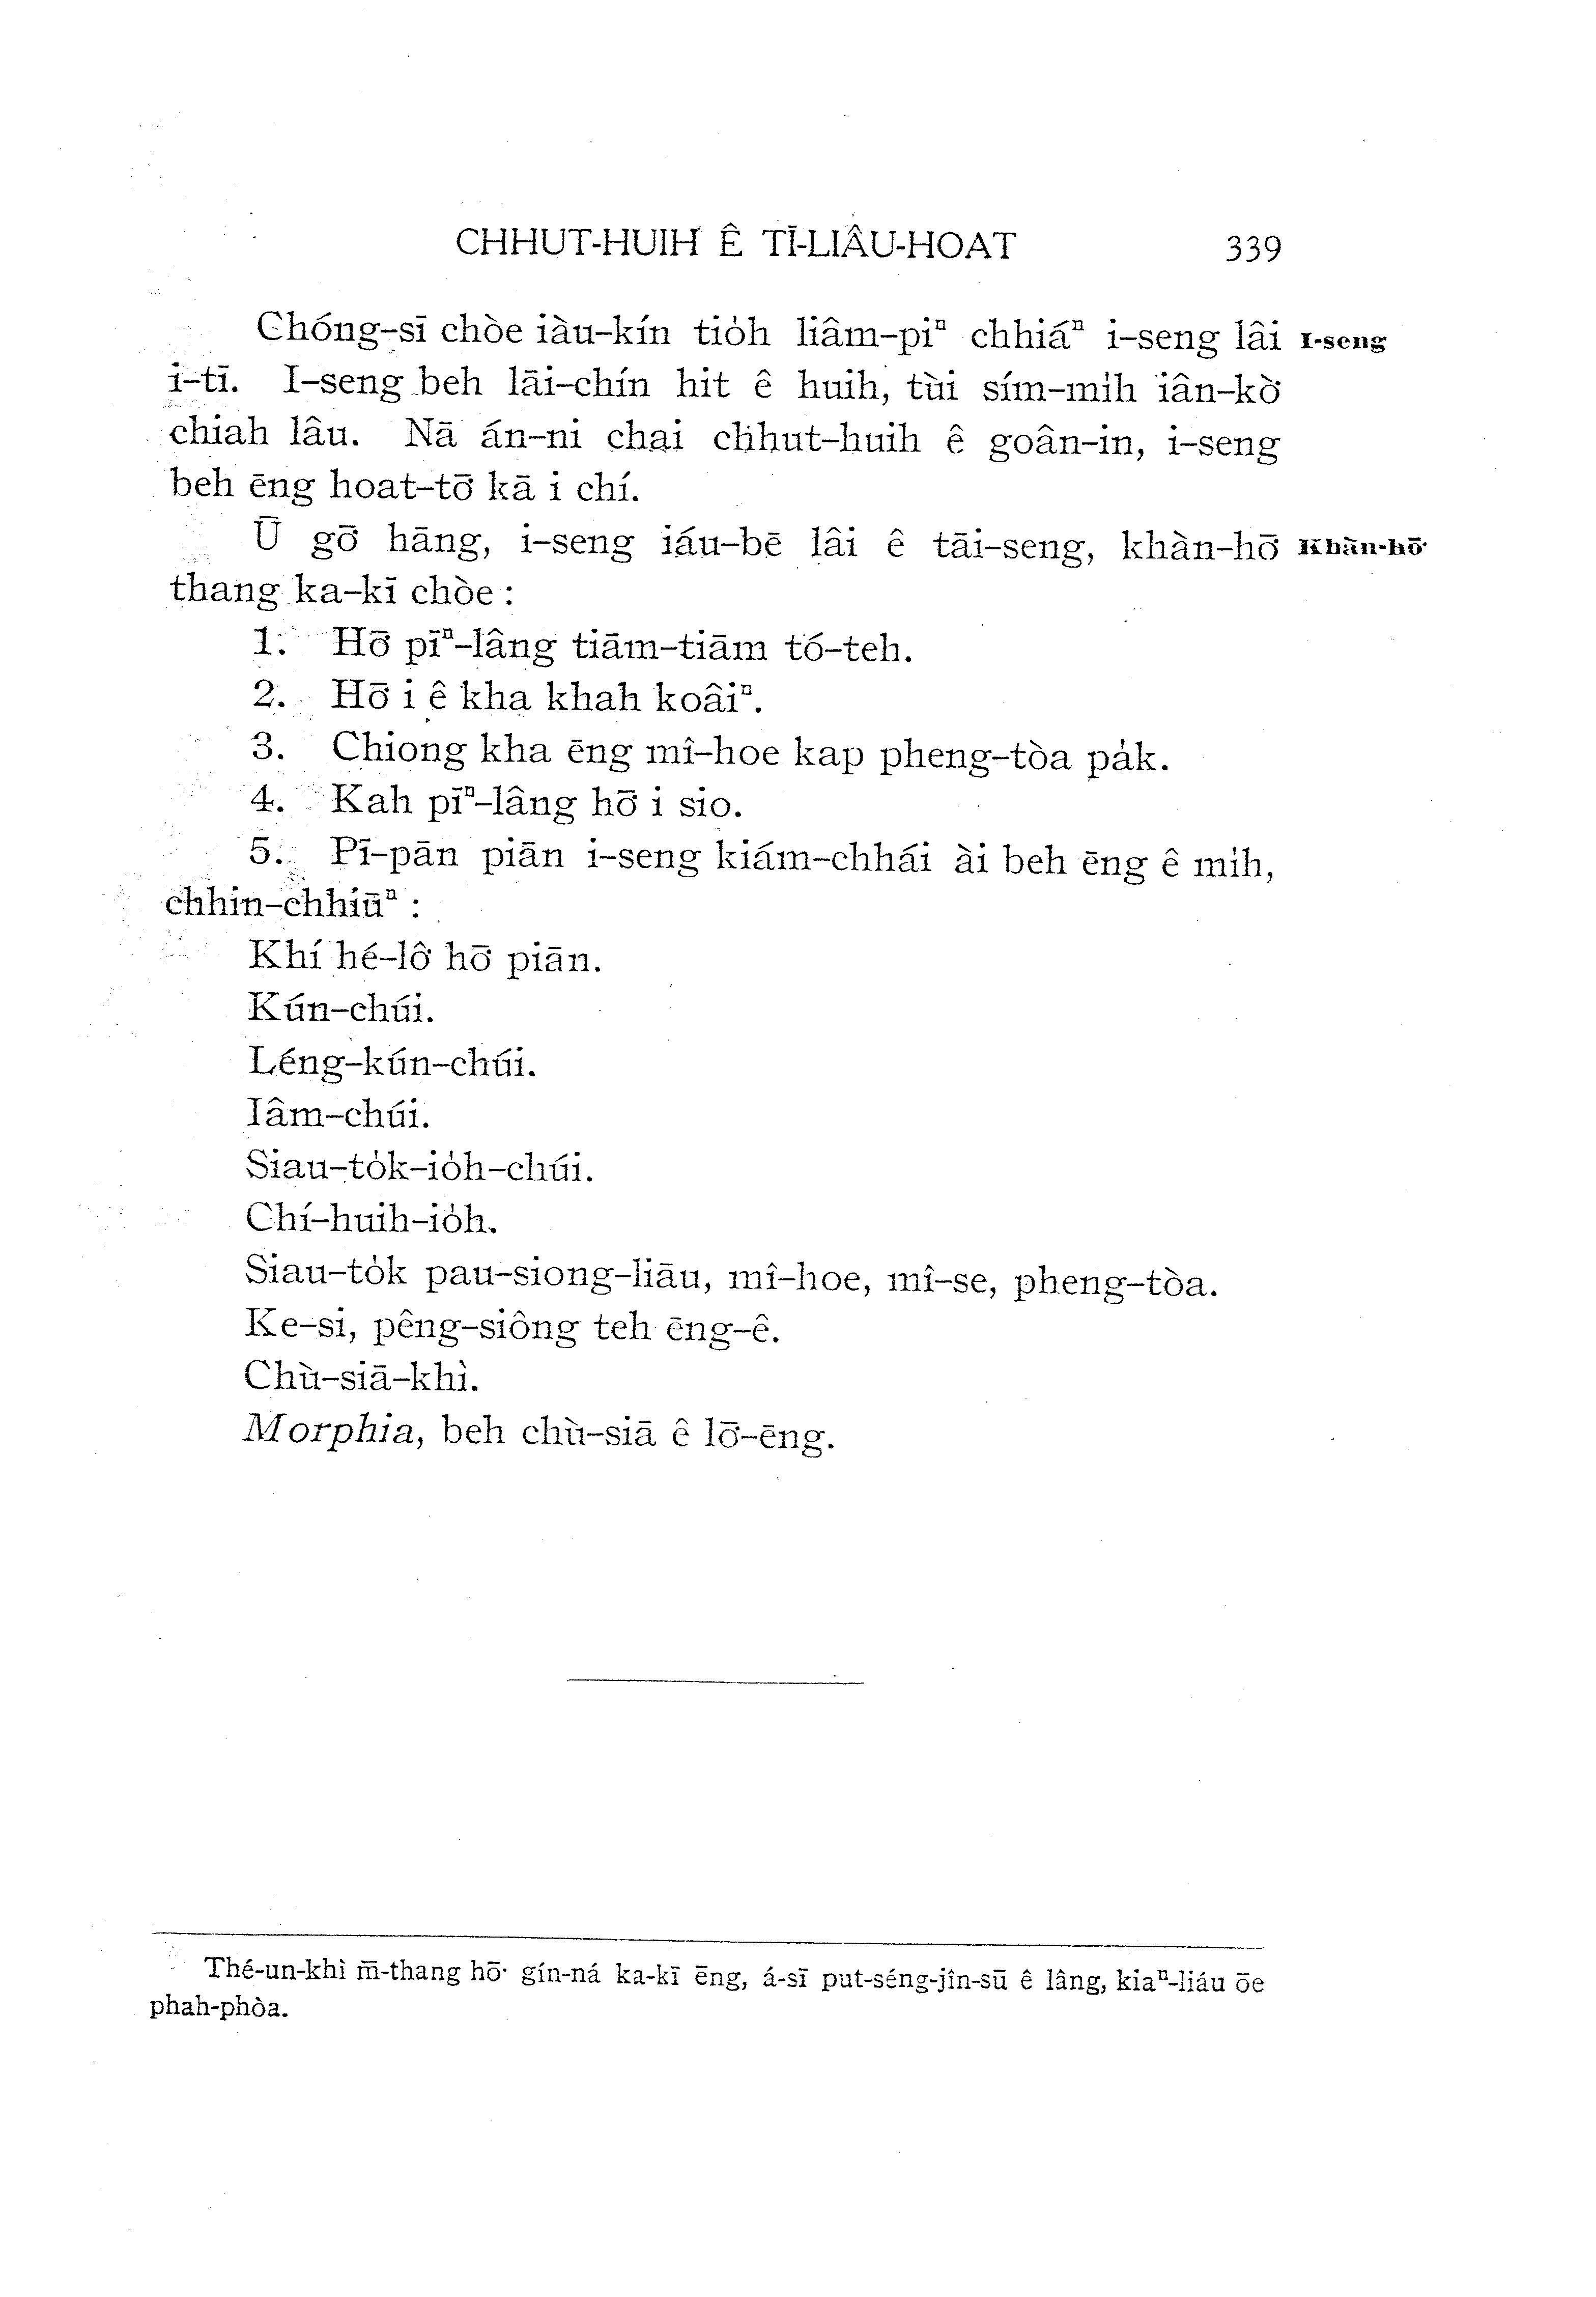 CHHUT-HUIH Ê TĪ-LIÂU-HOAT 339
Chóng-sī chòe iàu-kín tio̍h liâm-piⁿ chhiáⁿ i-seng lâi I-seng
i-tī. I-seng beh lāi-chín hit ê huih, tùi sím-mi̍h iân-kò͘
chiah lâu. Nā án-ni chai chhut-huih ê goân-in, i-seng
beh ēng hoat-tō͘ kā i chí.
Ū gō͘ hāng, i-seng iáu-bē lâi ê tāi-seng, khàn-hō͘ Khàn-hō͘
thang ka-kī chòe :
1. Hō͘ pīⁿ-lâng tiām-tiām tó-teh.
2. Hō͘ i ê kha khah koâiⁿ.
3. Chiong kha ēng mî-hoe kap pheng-tòa pa̍k.
4. Kah pīⁿ-lâng hō͘ i sio.
5. Pī-pān piān i-seng kiám-chhái ài beh ēng ê mi̍h,
chhin-chhiūⁿ :
Khí hé-lô͘ hō͘ piān.
Kún-chúi.
Léng-kún-chúi.
Iâm-chúi.
Siau-to̍k-io̍h-chúi.
Chí-huih-io̍h.
Siau-to̍k pau-siong-liāu, mî-hoe, mî-se, pheng-tòa.
Ke-si, pêng-siông teh ēng-ê.
Chù-siā-khì.
Morphia, beh chù-siā ê lō͘-ēng.
Thé-un-khì m̄-thang hō͘ gín-ná ka-kī ēng, á-sī put-séng-jîn-sū ê lâng, kiaⁿ-liáu ōe
phah-phòa.